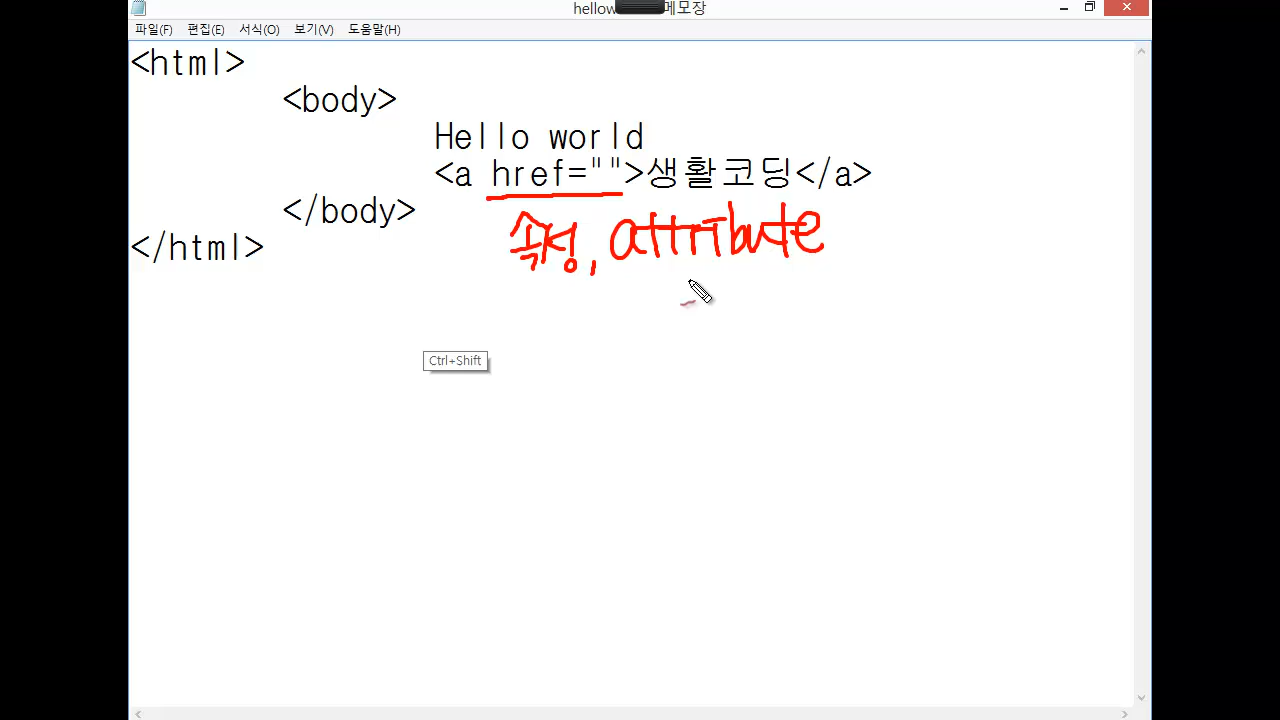 hellow 메모장
파일(F) 편집(E) 서식(O) 보기(V) 도움말(H)
<html>
<body>
Hello world
<a href="">생활코딩</a>
</body>
속성, attribute
</html>
Ctrl+Shift